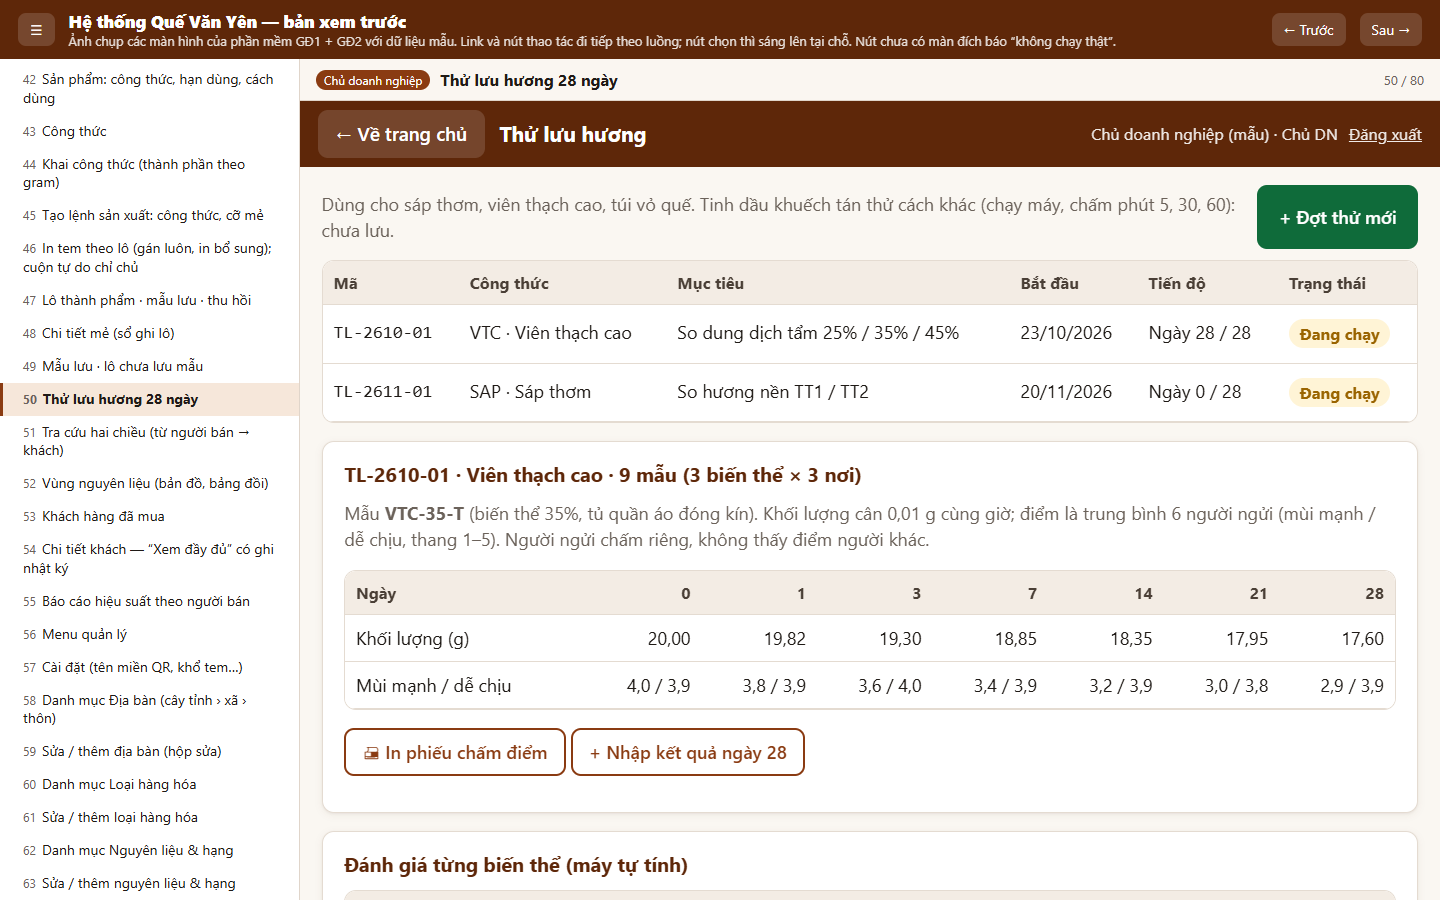 ☰
Hệ thống Quế Văn Yên — bản xem trước
Ảnh chụp các màn hình của phần mềm GĐ1 + GĐ2 với dữ liệu mẫu. Link và nút thao tác đi tiếp theo luồng; nút chọn thì sáng lên tại chỗ. Nút chưa có màn đích báo “không chạy thật”.
← Trước
Sau →
42 Sản phẩm: công thức, hạn dùng, cách
dùng
43 Công thức
44 Khai công thức (thành phần theo
gram)
45 Tạo lệnh sản xuất: công thức, cỡ mẻ
46 In tem theo lô (gán luôn, in bổ sung);
cuộn tự do chỉ chủ
47 Lô thành phẩm · mẫu lưu · thu hồi
48 Chi tiết mẻ (sổ ghi lô)
49 Mẫu lưu · lô chưa lưu mẫu
50 Thử lưu hương 28 ngày
51 Tra cứu hai chiều (từ người bán →
khách)
52 Vùng nguyên liệu (bản đồ, bảng đồi)
53 Khách hàng đã mua
54 Chi tiết khách — “Xem đầy đủ” có ghi
nhật ký
55 Báo cáo hiệu suất theo người bán
56 Menu quản lý
57 Cài đặt (tên miền QR, khổ tem...)
58 Danh mục Địa bàn (cây tỉnh › xã ›
thôn)
59 Sửa / thêm địa bàn (hộp sửa)
60 Danh mục Loại hàng hóa
61 Sửa / thêm loại hàng hóa
62 Danh mục Nguyên liệu & hạng
63 Sửa / thêm nguyên liệu & hạng
Chủ doanh nghiệp Thử lưu hương 28 ngày 50 / 80
← Về trang chủ Thử lưu hương Chủ doanh nghiệp (mẫu) · Chủ DN Đăng xuất
Dùng cho sáp thơm, viên thạch cao, túi vỏ quế. Tinh dầu khuếch tán thử cách khác (chạy máy, chấm phút 5, 30, 60):
chưa lưu.
+ Đợt thử mới
Mã Công thức Mục tiêu Bắt đầu Tiến độ Trạng thái
TL-2610-01 VTC · Viên thạch cao So dung dịch tẩm 25% / 35% / 45% 23/10/2026 Ngày 28 / 28 Đang chạy
TL-2611-01 SAP · Sáp thơm So hương nền TT1 / TT2 20/11/2026 Ngày 0 / 28 Đang chạy
TL-2610-01 · Viên thạch cao · 9 mẫu (3 biến thể × 3 nơi)
Mẫu VTC-35-T (biến thể 35%, tủ quần áo đóng kín). Khối lượng cân 0,01 g cùng giờ; điểm là trung bình 6 người ngửi (mùi mạnh /
dễ chịu, thang 1–5). Người ngửi chấm riêng, không thấy điểm người khác.
Ngày 0 1 3 7 14 21 28
Khối lượng (g) 20,00 19,82 19,30 18,85 18,35 17,95 17,60
Mùi mạnh / dễ chịu 4,0 / 3,9 3,8 / 3,9 3,6 / 4,0 3,4 / 3,9 3,2 / 3,9 3,0 / 3,8 2,9 / 3,9
🖨 In phiếu chấm điểm
+ Nhập kết quả ngày 28
Đánh giá từng biến thể (máy tự tính)